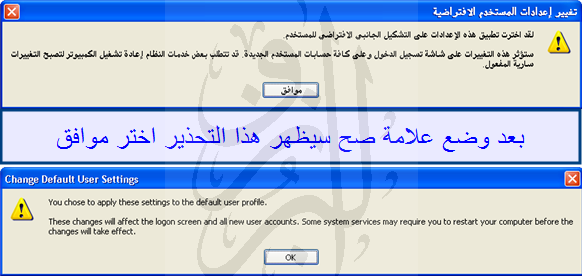 تغيير إعدادات المستخدم الافتراضية
لقد اخترت تطبيق هذه الإعدادات على التشكيل الجانبي الافتراضي للمستخدم.
ستؤثر هذه التغييرات على شاشة تسجيل الدخول وعلى كافة حسابات المستخدم الجديدة. قد تتطلب بعض خدمات النظام إعادة تشغيل الكمبيوتر لتصبح التغييرات
سارية المفعول.
موافق
بعد وضع علامة صح سيظهر هذا التحذير اختر موافق
Change Default User Settings
You chose to apply these settings to the default user profile.
These changes will affect the logon screen and all new user accounts. Some system services may require you to restart your computer before the
changes will take effect.
OK